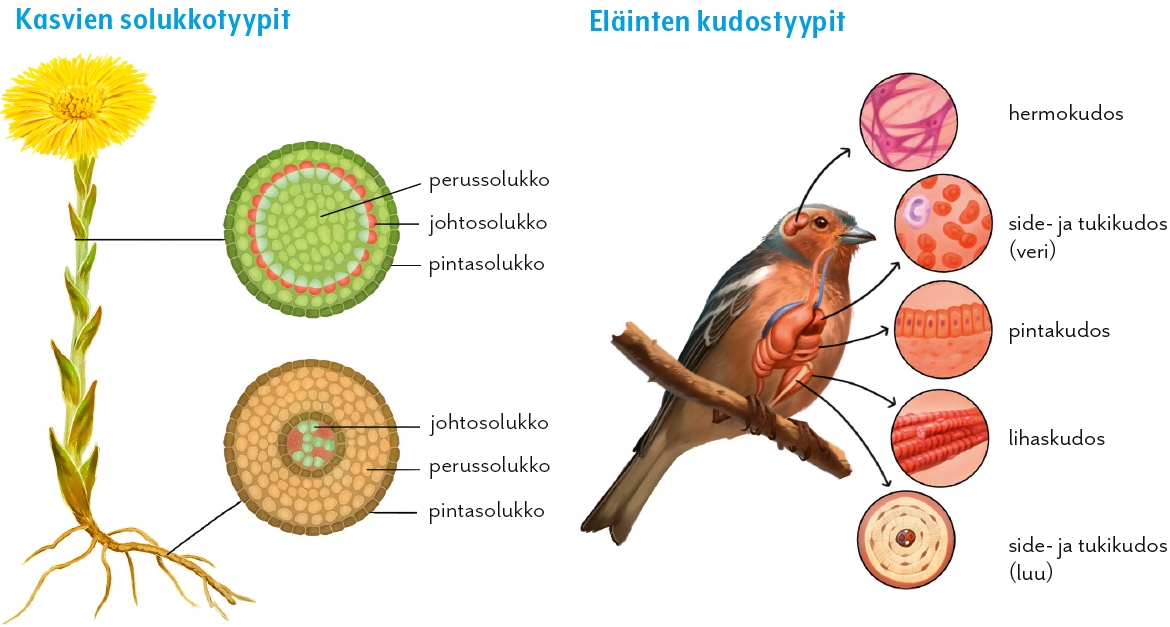 Kasvien solukkotyypit
perussolukko
johtosolukko
pintasolukko
johtosolukko
perussolukko
pintasolukko
Eläinten kudostyypit
hermokudos
side- ja tukikudos
(veri)
pintakudos
lihaskudos
side- ja tukikudos
(luu)